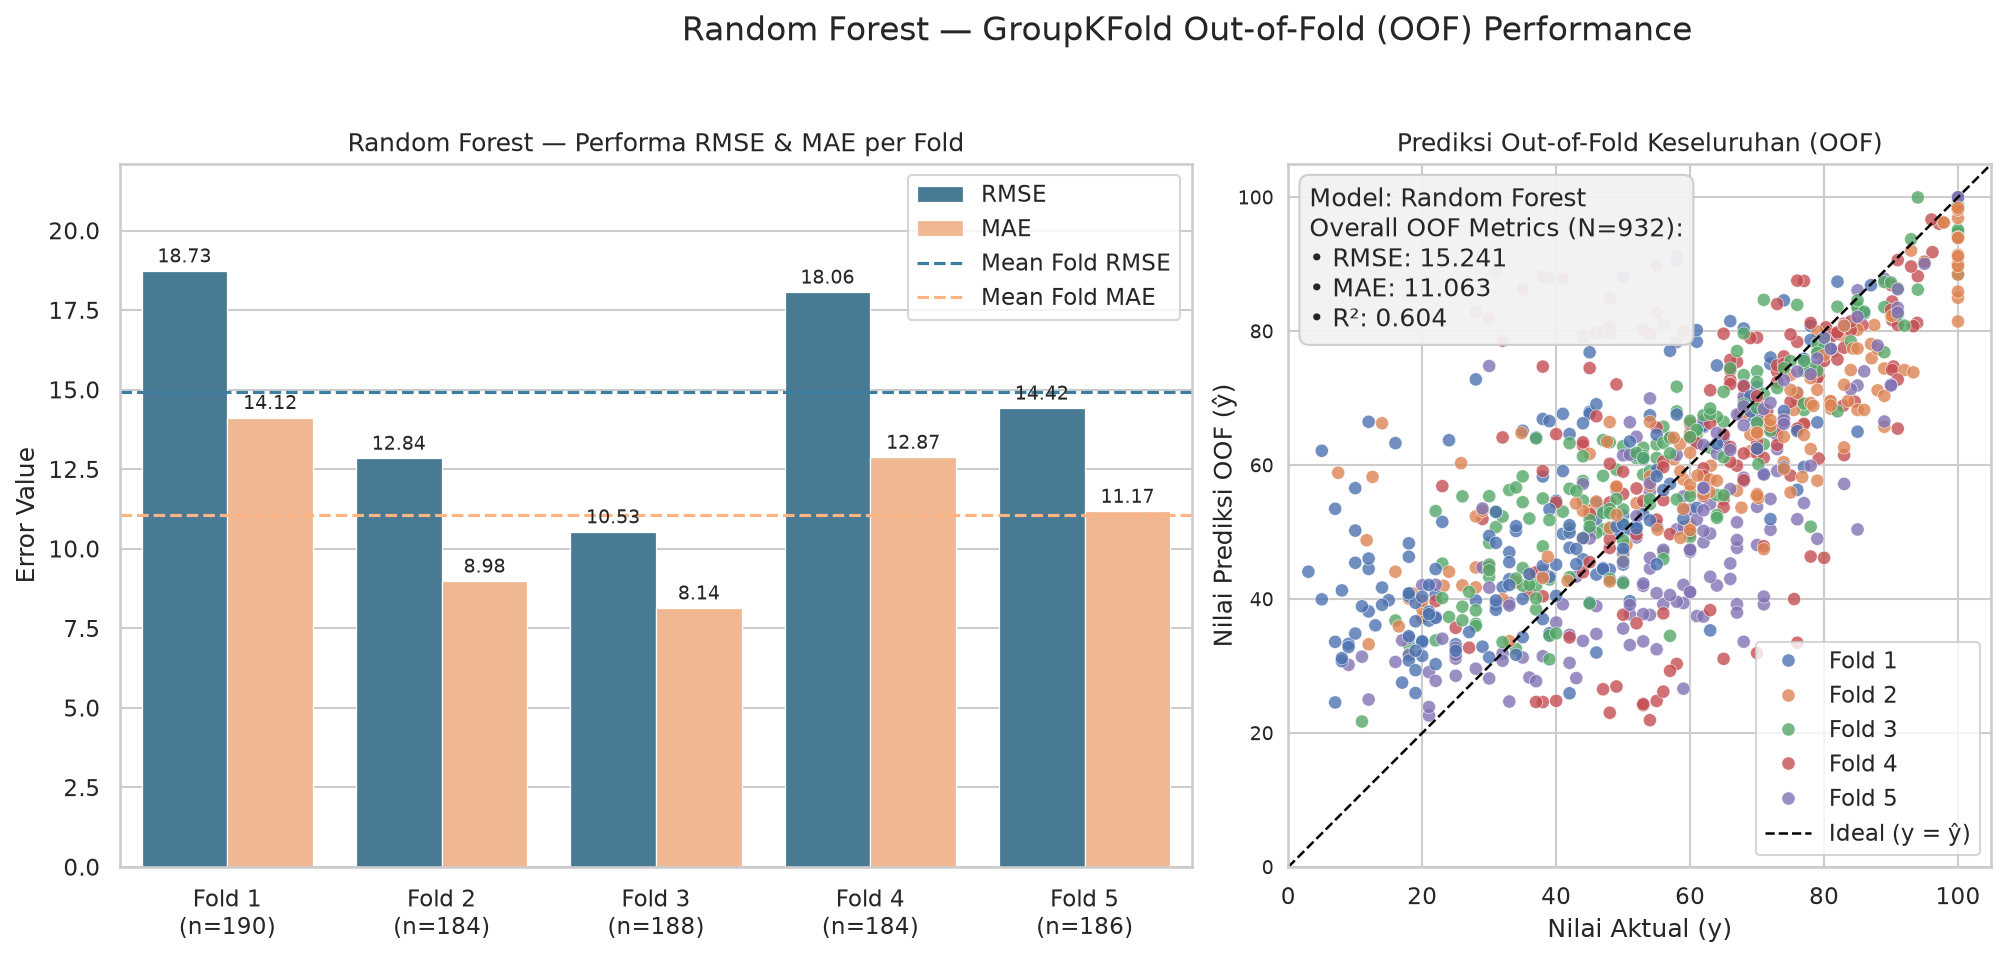 Random Forest — GroupKFold Out-of-Fold (OOF) Performance
Random Forest — Performa RMSE & MAE per Fold
Error Value
20.0
17.5
15.0
12.5
10.0
7.5
5.0
2.5
0.0
RMSE
MAE
Mean Fold RMSE
Mean Fold MAE
18.73
14.12
12.84
8.98
10.53
8.14
18.06
12.87
14.42
11.17
Fold 1
(n=190)
Fold 2
(n=184)
Fold 3
(n=188)
Fold 4
(n=184)
Fold 5
(n=186)
Prediksi Out-of-Fold Keseluruhan (OOF)
Nilai Prediksi OOF (ŷ)
100
80
60
40
20
0
Model: Random Forest
Overall OOF Metrics (N=932):
• RMSE: 15.241
• MAE: 11.063
• R²: 0.604
Fold 1
Fold 2
Fold 3
Fold 4
Fold 5
Ideal (y = ŷ)
0
20
40
60
80
100
Nilai Aktual (y)